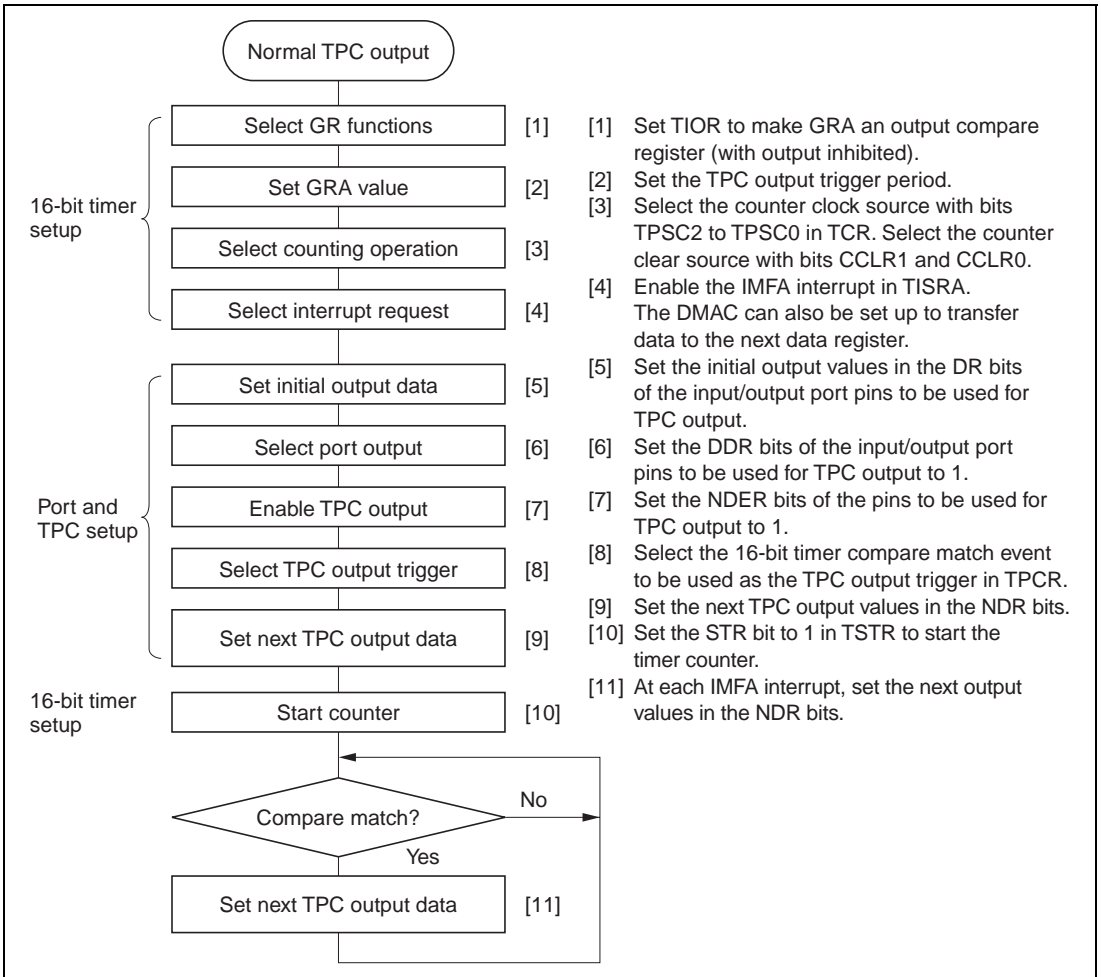 Normal TPC output
16-bit timer
setup
Select GR functions [1]
Set GRA value [2]
Select counting operation [3]
Select interrupt request [4]
Port and
TPC setup
Set initial output data [5]
Select port output [6]
Enable TPC output [7]
Select TPC output trigger [8]
Set next TPC output data [9]
16-bit timer
setup
Start counter [10]
Compare match?
No
Yes
Set next TPC output data [11]
[1] Set TIOR to make GRA an output compare
register (with output inhibited).
[2] Set the TPC output trigger period.
[3] Select the counter clock source with bits
TPSC2 to TPSC0 in TCR. Select the counter
clear source with bits CCLR1 and CCLR0.
[4] Enable the IMFA interrupt in TISRA.
The DMAC can also be set up to transfer
data to the next data register.
[5] Set the initial output values in the DR bits
of the input/output port pins to be used for
TPC output.
[6] Set the DDR bits of the input/output port
pins to be used for TPC output to 1.
[7] Set the NDER bits of the pins to be used for
TPC output to 1.
[8] Select the 16-bit timer compare match event
to be used as the TPC output trigger in TPCR.
[9] Set the next TPC output values in the NDR bits.
[10] Set the STR bit to 1 in TSTR to start the
timer counter.
[11] At each IMFA interrupt, set the next output
values in the NDR bits.